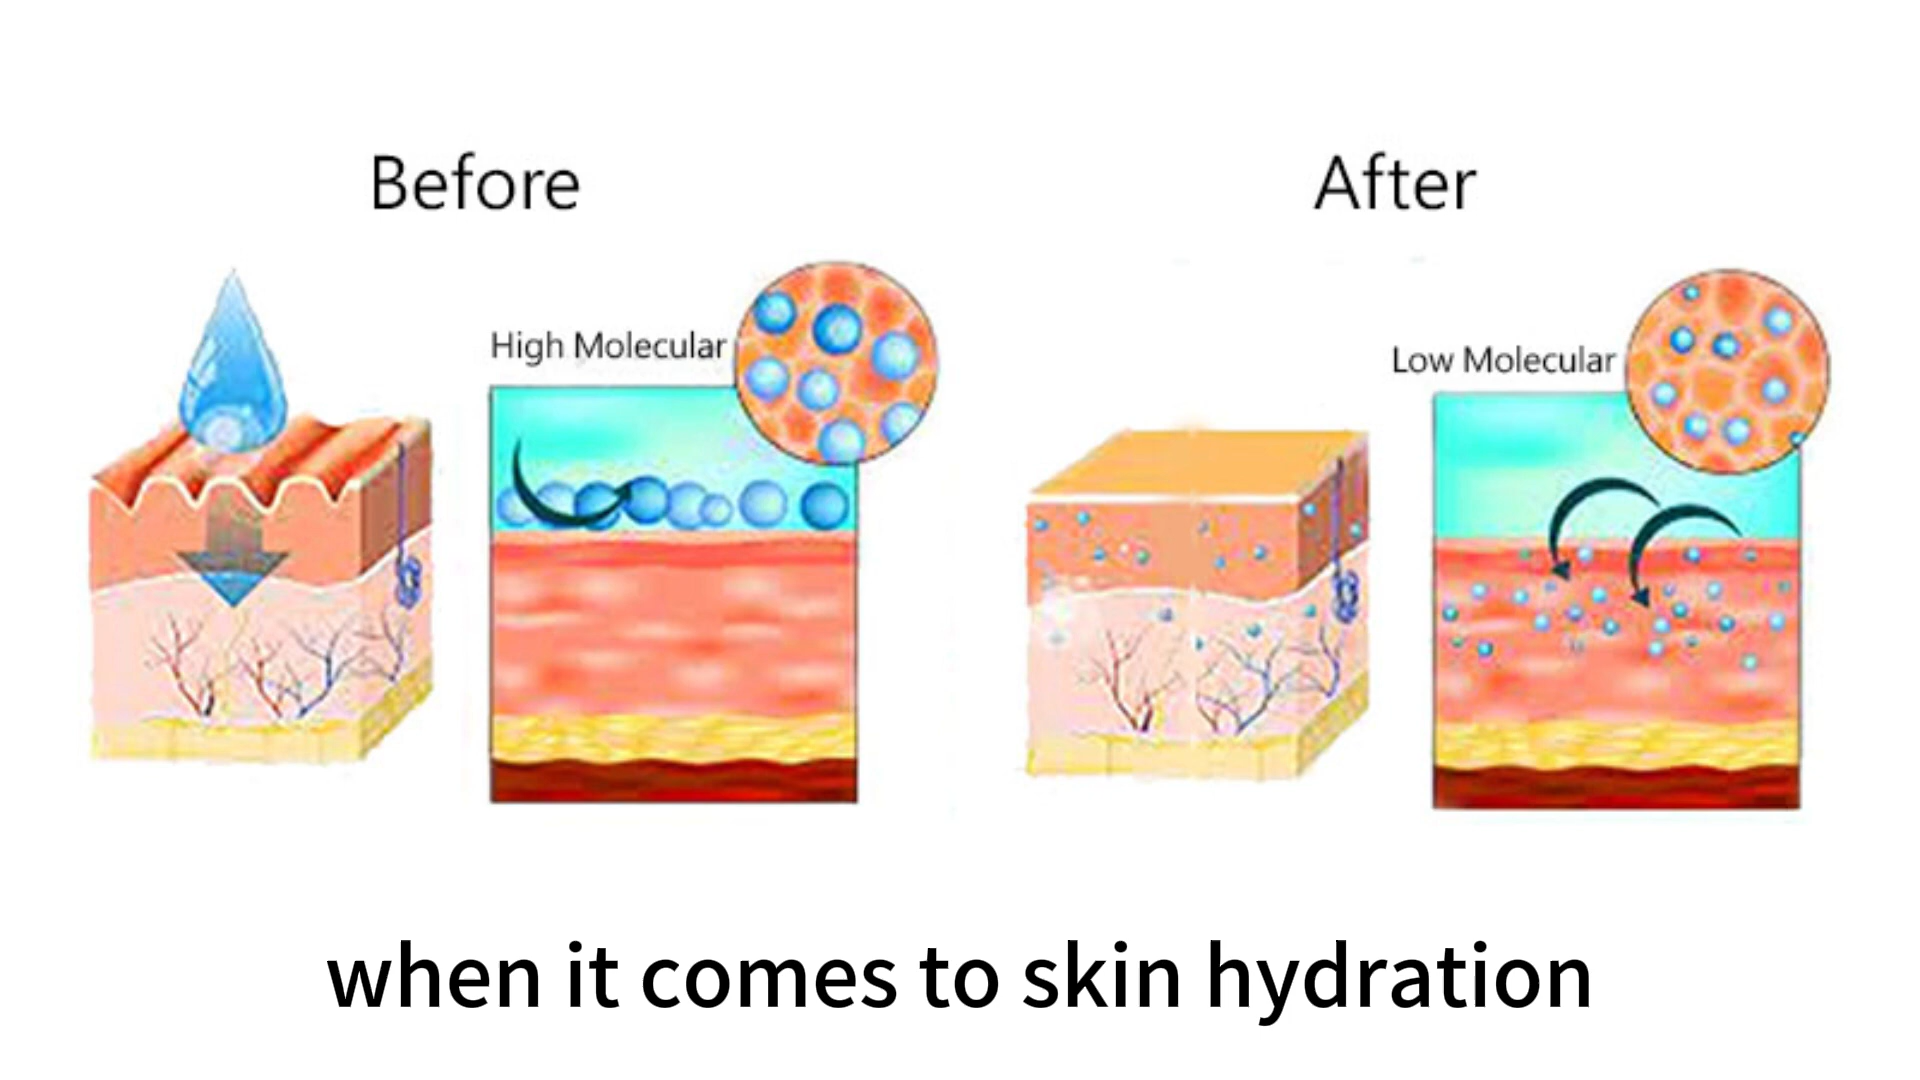 Before
After
High Molecular
Low Molecular
when it comes to skin hydration